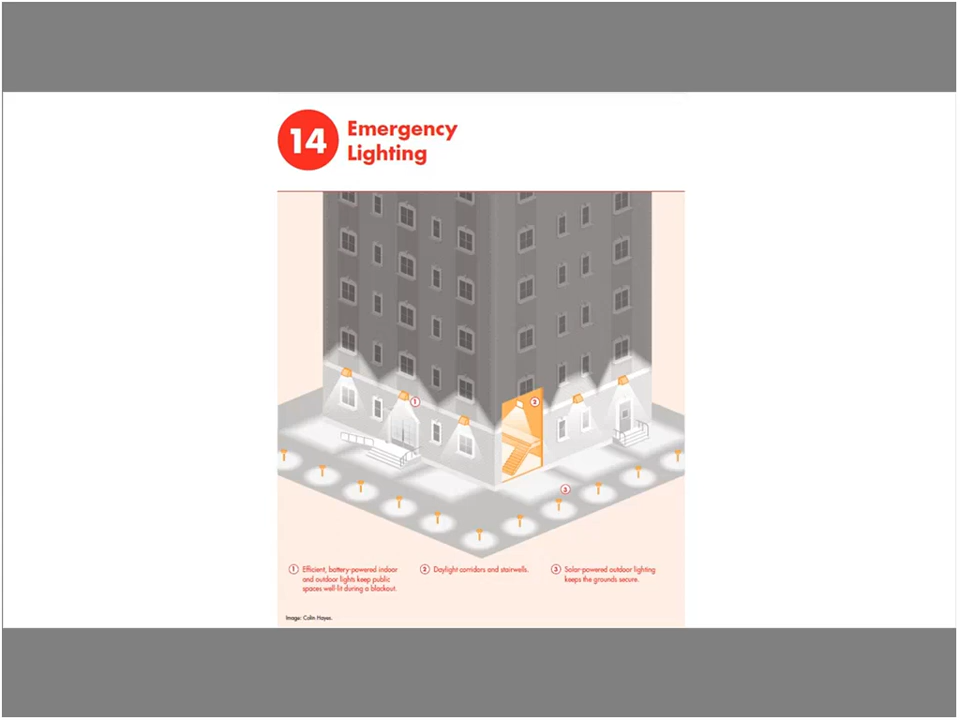 14
Emergency
Lighting
1
2
3
3
1 Efficient, battery-powered indoor
and outdoor lights keep public
spaces well-lit during a blackout.
2 Daylight corridors and stairwells.
3 Solar-powered outdoor lighting
keeps the grounds secure.
Image: Colin Hayes.